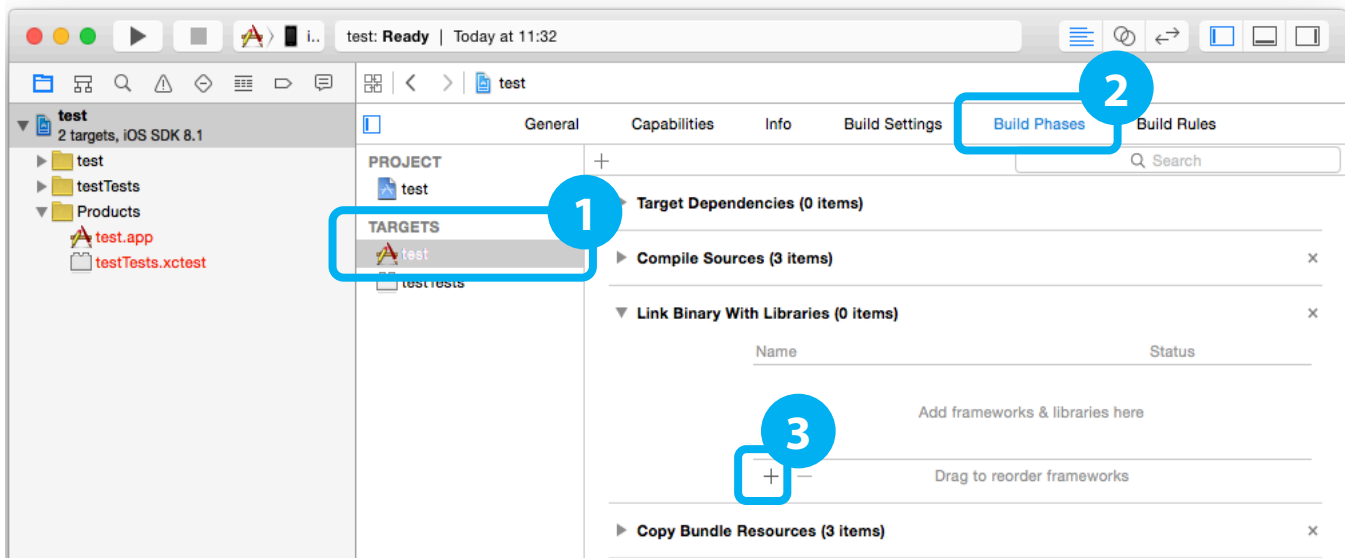 i..
test: Ready | Today at 11:32
test
2
test
2 targets, iOS SDK 8.1
General Capabilities Info Build Settings Build Phases Build Rules
test
testTests
Products
test.app
testTests.xctest
PROJECT
test
TARGETS
1
test
testTests
Search
Target Dependencies (0 items)
Compile Sources (3 items)
Link Binary With Libraries (0 items)
Name Status
Add frameworks & libraries here
3
Drag to reorder frameworks
Copy Bundle Resources (3 items)